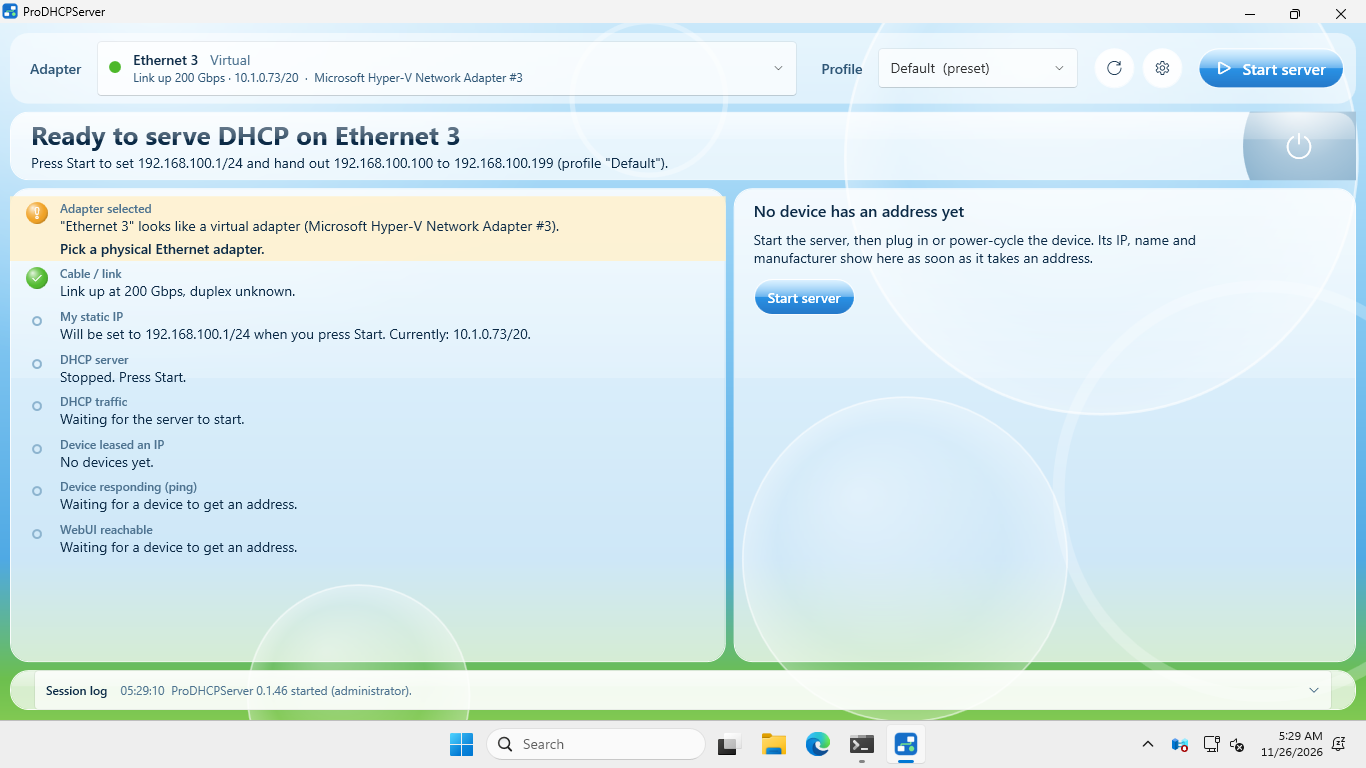 ProDHCPServer
Adapter
Ethernet 3 Virtual
Link up 200 Gbps · 10.1.0.73/20 · Microsoft Hyper-V Network Adapter #3
Profile
Default (preset)
Start server
Ready to serve DHCP on Ethernet 3
Press Start to set 192.168.100.1/24 and hand out 192.168.100.100 to 192.168.100.199 (profile "Default").
Adapter selected
"Ethernet 3" looks like a virtual adapter (Microsoft Hyper-V Network Adapter #3).
Pick a physical Ethernet adapter.
Cable / link
Link up at 200 Gbps, duplex unknown.
My static IP
Will be set to 192.168.100.1/24 when you press Start. Currently: 10.1.0.73/20.
DHCP server
Stopped. Press Start.
DHCP traffic
Waiting for the server to start.
Device leased an IP
No devices yet.
Device responding (ping)
Waiting for a device to get an address.
WebUI reachable
Waiting for a device to get an address.
No device has an address yet
Start the server, then plug in or power-cycle the device. Its IP, name and
manufacturer show here as soon as it takes an address.
Start server
Session log 05:29:10 ProDHCPServer 0.1.46 started (administrator).
Search
5:29 AM
11/26/2026